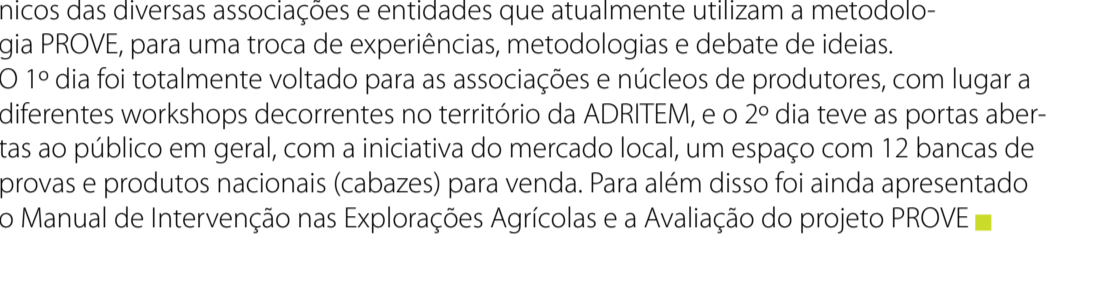 nicos das diversas associações e entidades que atualmente utilizam a metodolo-
gia PROVE, para uma troca de experiências, metodologias e debate de ideias.
O 1º dia foi totalmente voltado para as associações e núcleos de produtores, com lugar a
diferentes workshops decorrentes no território da ADRITEM, e o 2º dia teve as portas aber-
tas ao público em geral, com a iniciativa do mercado local, um espaço com 12 bancas de
provas e produtos nacionais (cabazes) para venda. Para além disso foi ainda apresentado
o Manual de Intervenção nas Explorações Agrícolas e a Avaliação do projeto PROVE